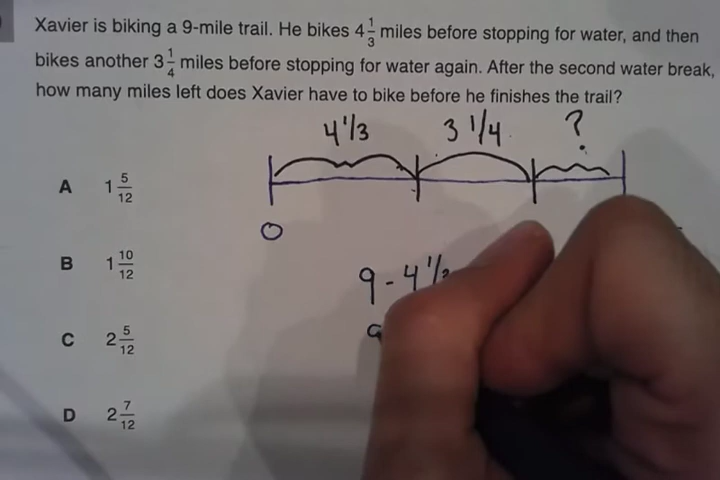 Xavier is biking a 9-mile trail. He bikes 4 1/3 miles before stopping for water, and then
bikes another 3 1/4 miles before stopping for water again. After the second water break,
how many miles left does Xavier have to bike before he finishes the trail?
4 1/3 3 1/4 ?
A 1 5/12
0
B 1 10/12
9 - 4
C 2 5/12
D 2 7/12